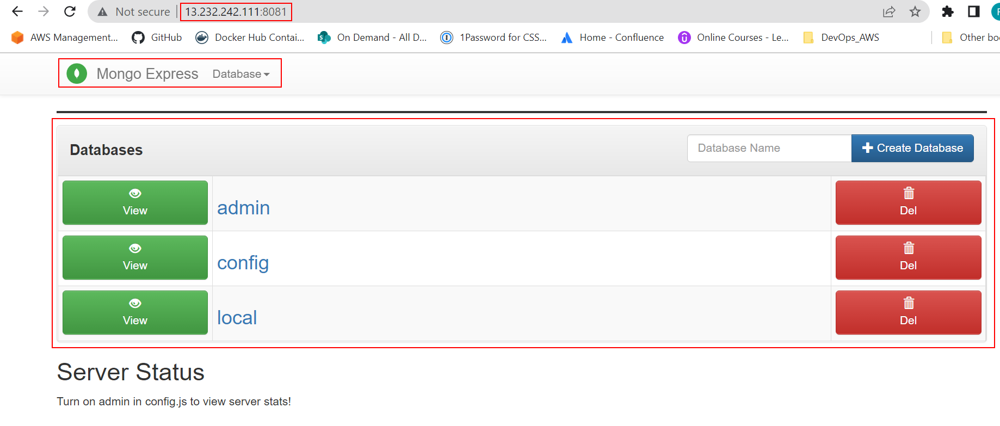 Not secure 13.232.242.111:8081
AWS Management... GitHub Docker Hub Contai... On Demand - All D... 1Password for CSS... Home - Confluence Online Courses - Le... DevOps_AWS Other bo
Mongo Express Database
Databases Database Name Create Database
View
admin
Del
View
config
Del
View
local
Del
Server Status
Turn on admin in config.js to view server stats!